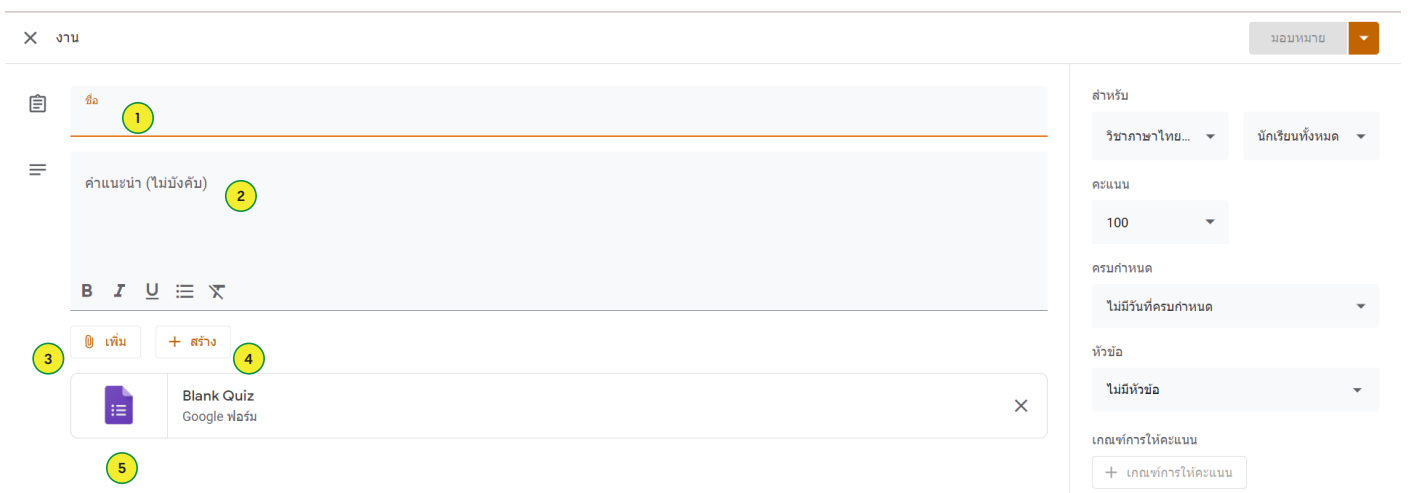 งาน
มอบหมาย
ชื่อ
1
คำแนะนำ (ไม่บังคับ)
2
B I U
เพิ่ม
สร้าง
3
4
Blank Quiz
Google ฟอร์ม
5
สำหรับ
วิชาภาษาไทย...
นักเรียนทั้งหมด
คะแนน
100
ครบกำหนด
ไม่มีวันที่ครบกำหนด
หัวข้อ
ไม่มีหัวข้อ
เกณฑ์การให้คะแนน
+ เกณฑ์การให้คะแนน